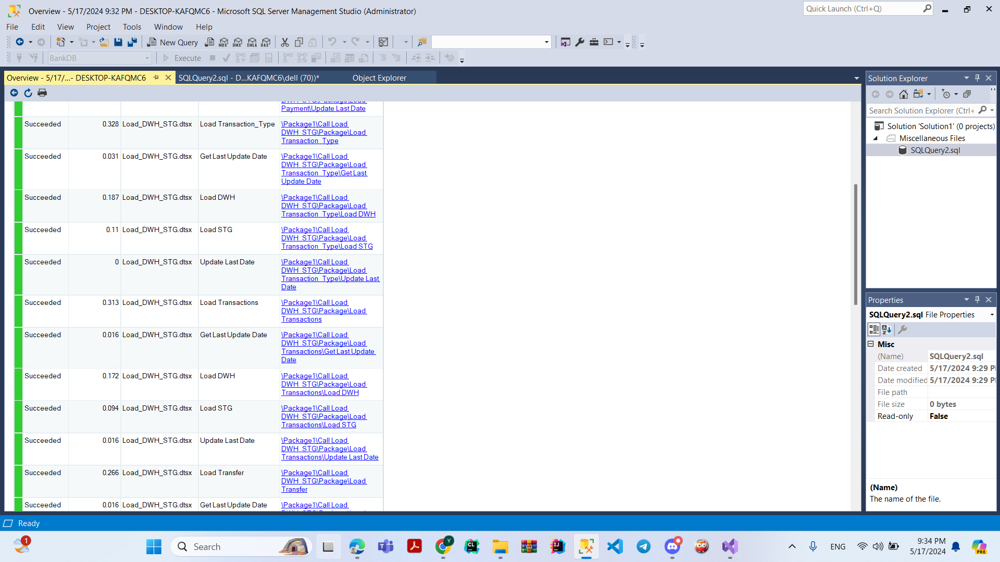 Overview - 5/17/2024 9:32 PM - DESKTOP-KAFQMC6 - Microsoft SQL Server Management Studio (Administrator)
Quick Launch (Ctrl+Q)
File Edit View Project Tools Window Help
New Query MDX DMX XMLA DAX
BankDB Execute
Overview - 5/17/...- DESKTOP-KAFQMC6 SQLQuery2.sql - D...KAFQMC6\dell (70))* Object Explorer
Payment\Update Last Date
Succeeded 0.328 Load_DWH_STG.dtsx Load Transaction_Type \Package1\Call Load
DWH_STG\Package\Load
Transaction_Type
Succeeded 0.031 Load_DWH_STG.dtsx Get Last Update Date \Package1\Call Load
DWH_STG\Package\Load
Transaction_Type\Get Last
Update Date
Succeeded 0.187 Load_DWH_STG.dtsx Load DWH \Package1\Call Load
DWH_STG\Package\Load
Transaction_Type\Load DWH
Succeeded 0.11 Load_DWH_STG.dtsx Load STG \Package1\Call Load
DWH_STG\Package\Load
Transaction_Type\Load STG
Succeeded 0 Load_DWH_STG.dtsx Update Last Date \Package1\Call Load
DWH_STG\Package\Load
Transaction_Type\Update Last
Date
Succeeded 0.313 Load_DWH_STG.dtsx Load Transactions \Package1\Call Load
DWH_STG\Package\Load
Transactions
Succeeded 0.016 Load_DWH_STG.dtsx Get Last Update Date \Package1\Call Load
DWH_STG\Package\Load
Transactions\Get Last Update
Date
Succeeded 0.172 Load_DWH_STG.dtsx Load DWH \Package1\Call Load
DWH_STG\Package\Load
Transactions\Load DWH
Succeeded 0.094 Load_DWH_STG.dtsx Load STG \Package1\Call Load
DWH_STG\Package\Load
Transactions\Load STG
Succeeded 0.016 Load_DWH_STG.dtsx Update Last Date \Package1\Call Load
DWH_STG\Package\Load
Transactions\Update Last Date
Succeeded 0.266 Load_DWH_STG.dtsx Load Transfer \Package1\Call Load
DWH_STG\Package\Load
Transfer
Succeeded 0.016 Load_DWH_STG.dtsx Get Last Update Date \Package1\Call Load
Solution Explorer
Search Solution Explorer (Ctrl+
Solution 'Solution1' (0 projects)
Miscellaneous Files
SQLQuery2.sql
Properties
SQLQuery2.sql File Properties
Misc
(Name) SQLQuery2.sql
Date created 5/17/2024 9:29 P
Date modified 5/17/2024 9:29 P
File path
File size 0 bytes
Read-only False
(Name)
The name of the file.
Ready
1
Search
Y
CL
IJ
ENG
9:34 PM
5/17/2024
PRE